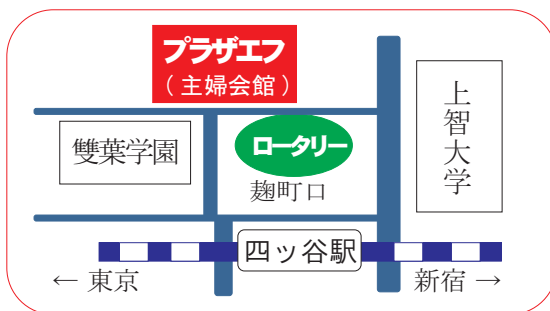 プラザエフ
（主婦会館）
雙葉学園
ロータリー
麹町口
上智大学
四ッ谷駅
← 東京
新宿 →